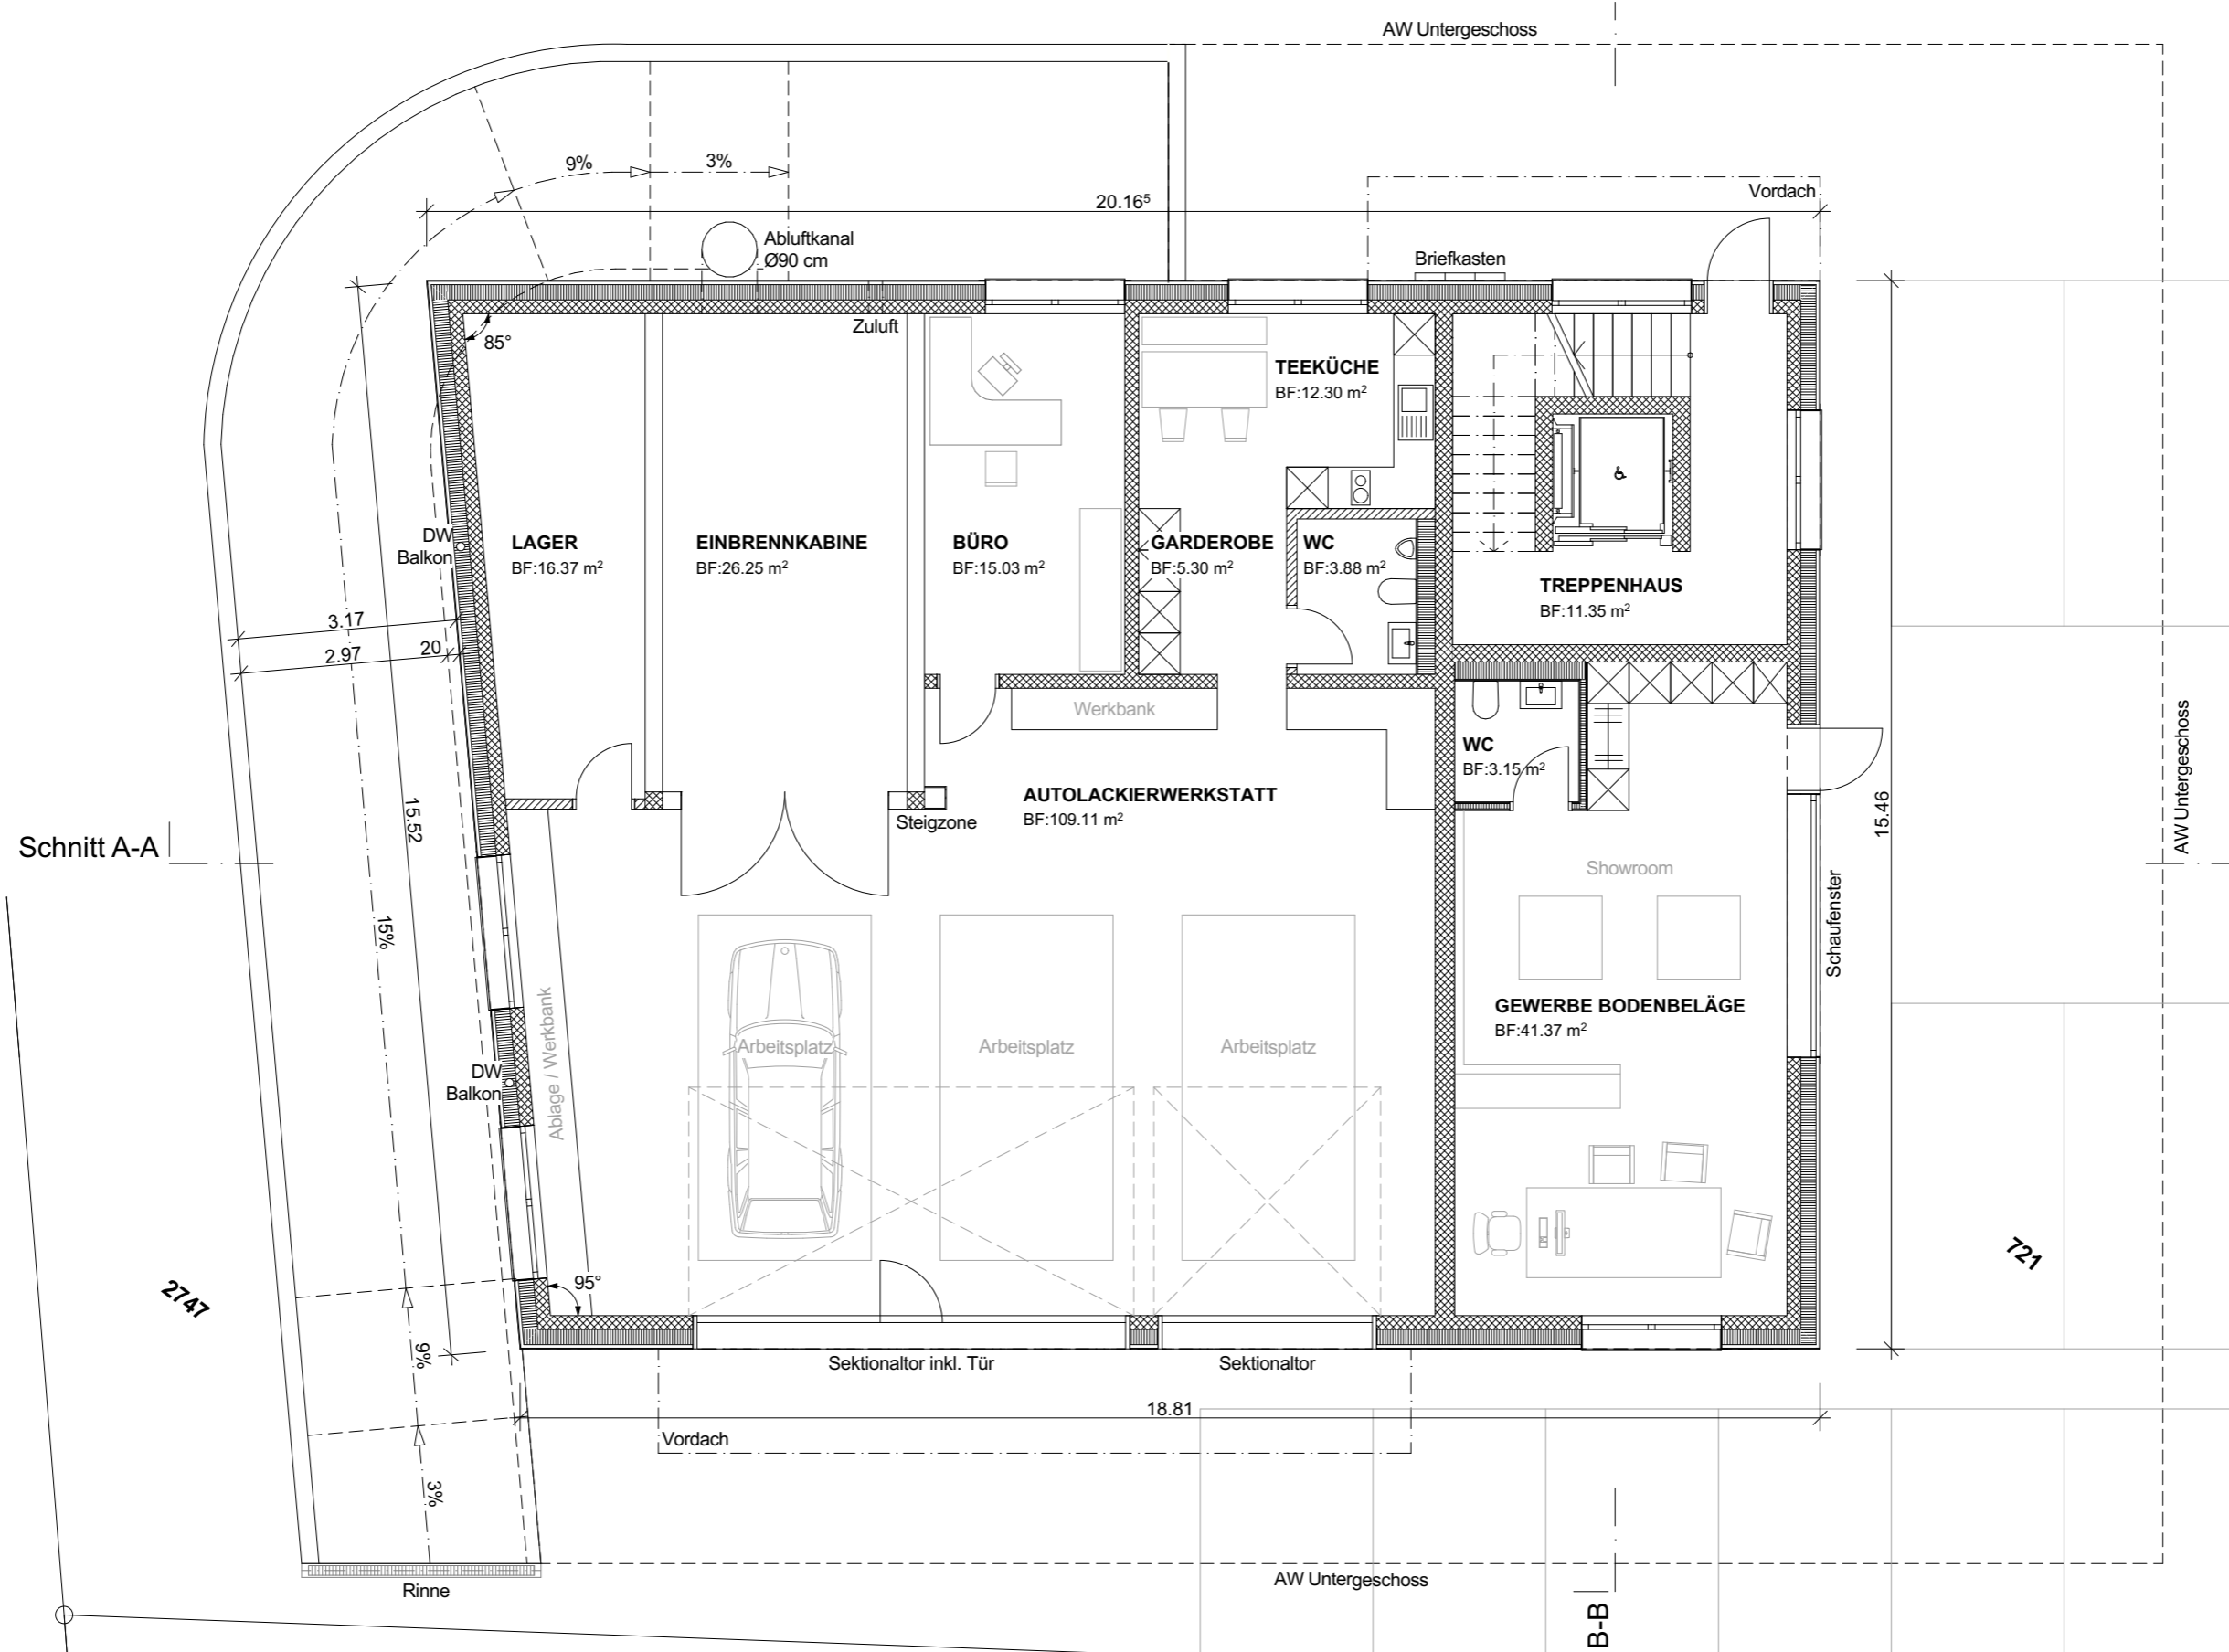 AW Untergeschoss
9%
3%
Vordach
20.16⁵
Abluftkanal
Ø90 cm
Briefkasten
Zuluft
85°
TEEKÜCHE
BF:12.30 m²
DW
Balkon
LAGER
BF:16.37 m²
EINBRENNKABINE
BF:26.25 m²
BÜRO
BF:15.03 m²
GARDEROBE
BF:5.30 m²
WC
BF:3.88 m²
TREPPENHAUS
BF:11.35 m²
3.17
2.97
20
Werkbank
WC
BF:3.15 m²
AW Untergeschoss
AUTOLACKIERWERKSTATT
BF:109.11 m²
Steigzone
15.52
15.46
Schnitt A-A
Showroom
Schaufenster
15%
GEWERBE BODENBELÄGE
BF:41.37 m²
Arbeitsplatz
Arbeitsplatz
Arbeitsplatz
Ablage / Werkbank
DW
Balkon
721
2747
95°
9%
Sektionaltor inkl. Tür
Sektionaltor
18.81
Vordach
3%
Rinne
AW Untergeschoss
B-B